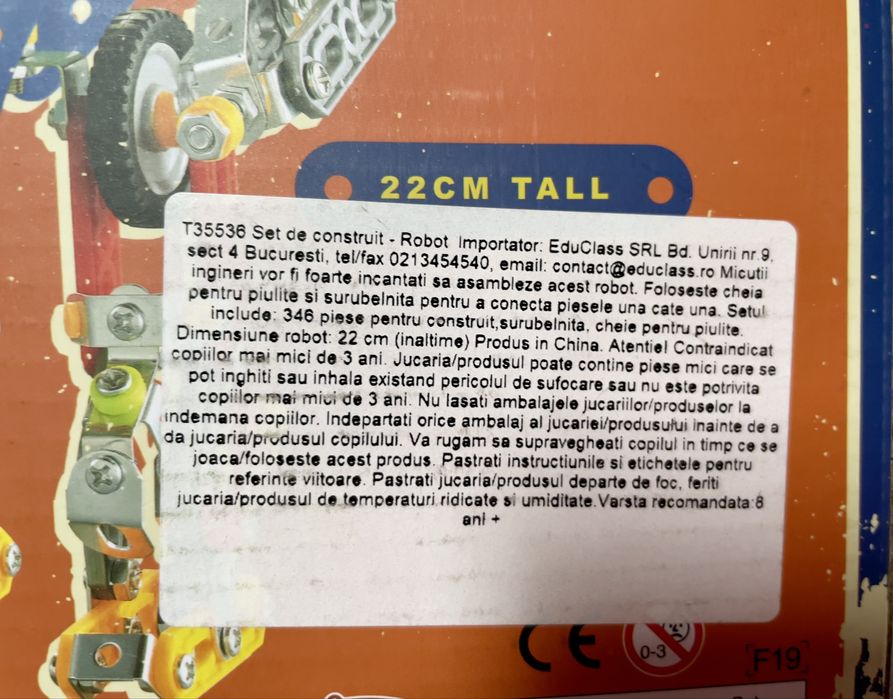 22CM TALL
T35536 Set de construit - Robot Importator: EduClass SRL Bd. Unirii nr.9,
sect 4 Bucuresti, tel/fax 0213454540, email: contact@educlass.ro Micutii
ingineri vor fi foarte incantati sa asambleze acest robot. Foloseste cheia
pentru piulite si surubelnita pentru a conecta piesele una cate una. Setul
include: 346 piese pentru construit,surubelnita, cheie pentru piulite.
Dimensiune robot: 22 cm (inaltime) Produs in China. Atentie! Contraindicat
copiilor mai mici de 3 ani. Jucaria/produsul poate contine piese mici care se
pot inghiti sau inhala existand pericolul de sufocare sau nu este potrivita
copiilor mai mici de 3 ani. Nu lasati ambalajele jucariilor/produselor la
indemana copiilor. Indepartati orice ambalaj al jucariei/produsului inainte de a
da jucaria/produsul copilului. Va rugam sa supravegheati copilul in timp ce se
joaca/foloseste acest produs. Pastrati instructiunile si etichetele pentru
referinte viitoare. Pastrati jucaria/produsul departe de foc, feriti
jucaria/produsul de temperaturi ridicate si umiditate.Varsta recomandata:8
ani +
CE 0-3
F19